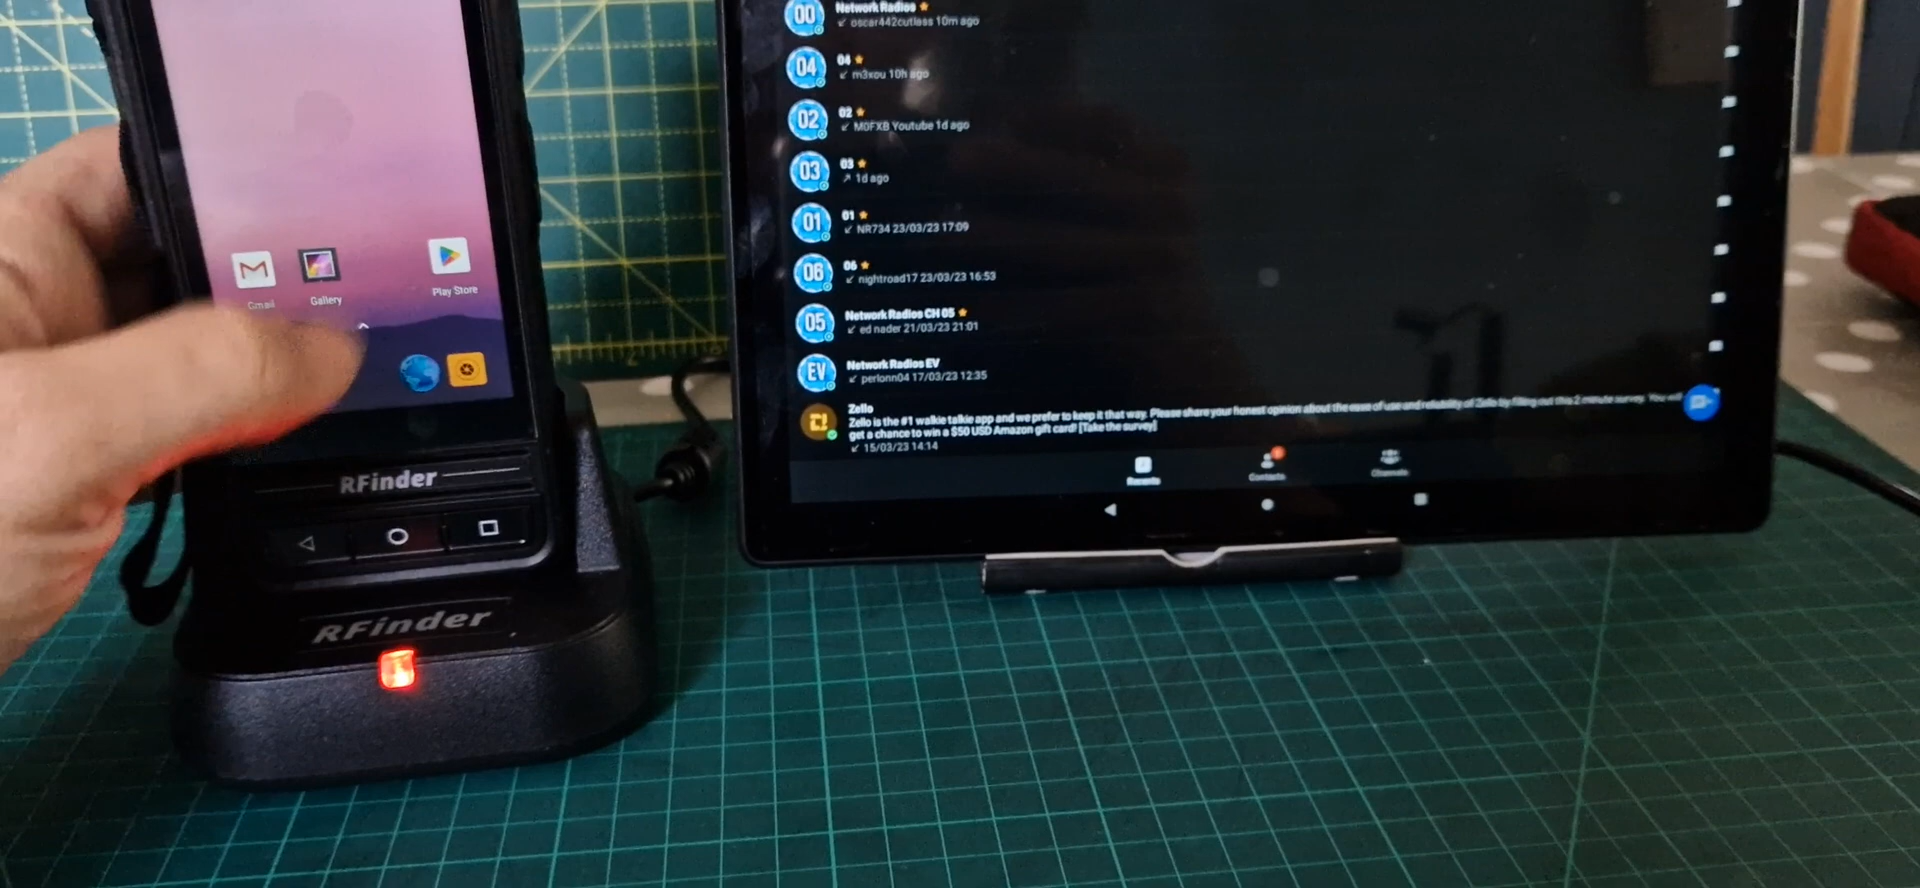 Gmail
Gallery
Play Store
RFinder
RFinder
00
Network Radios
oscar442cutlass 10m ago
04
04
m3xou 10h ago
02
02
M0FXB Youtube 1d ago
03
03
1d ago
01
01
NR734 23/03/23 17:09
06
06
nightroad17 23/03/23 16:53
05
Network Radios CH 05
ed nader 21/03/23 21:01
EV
Network Radios EV
perlonn04 17/03/23 12:35
Zello
Zello is the #1 walkie talkie app and we prefer to keep it that way. Please share your honest opinion about the ease of use and reliability of Zello by filling out this 2 minute survey. You will
get a chance to win a $50 USD Amazon gift card! [Take the survey]
15/03/23 14:14
Recents
Contacts
Channels